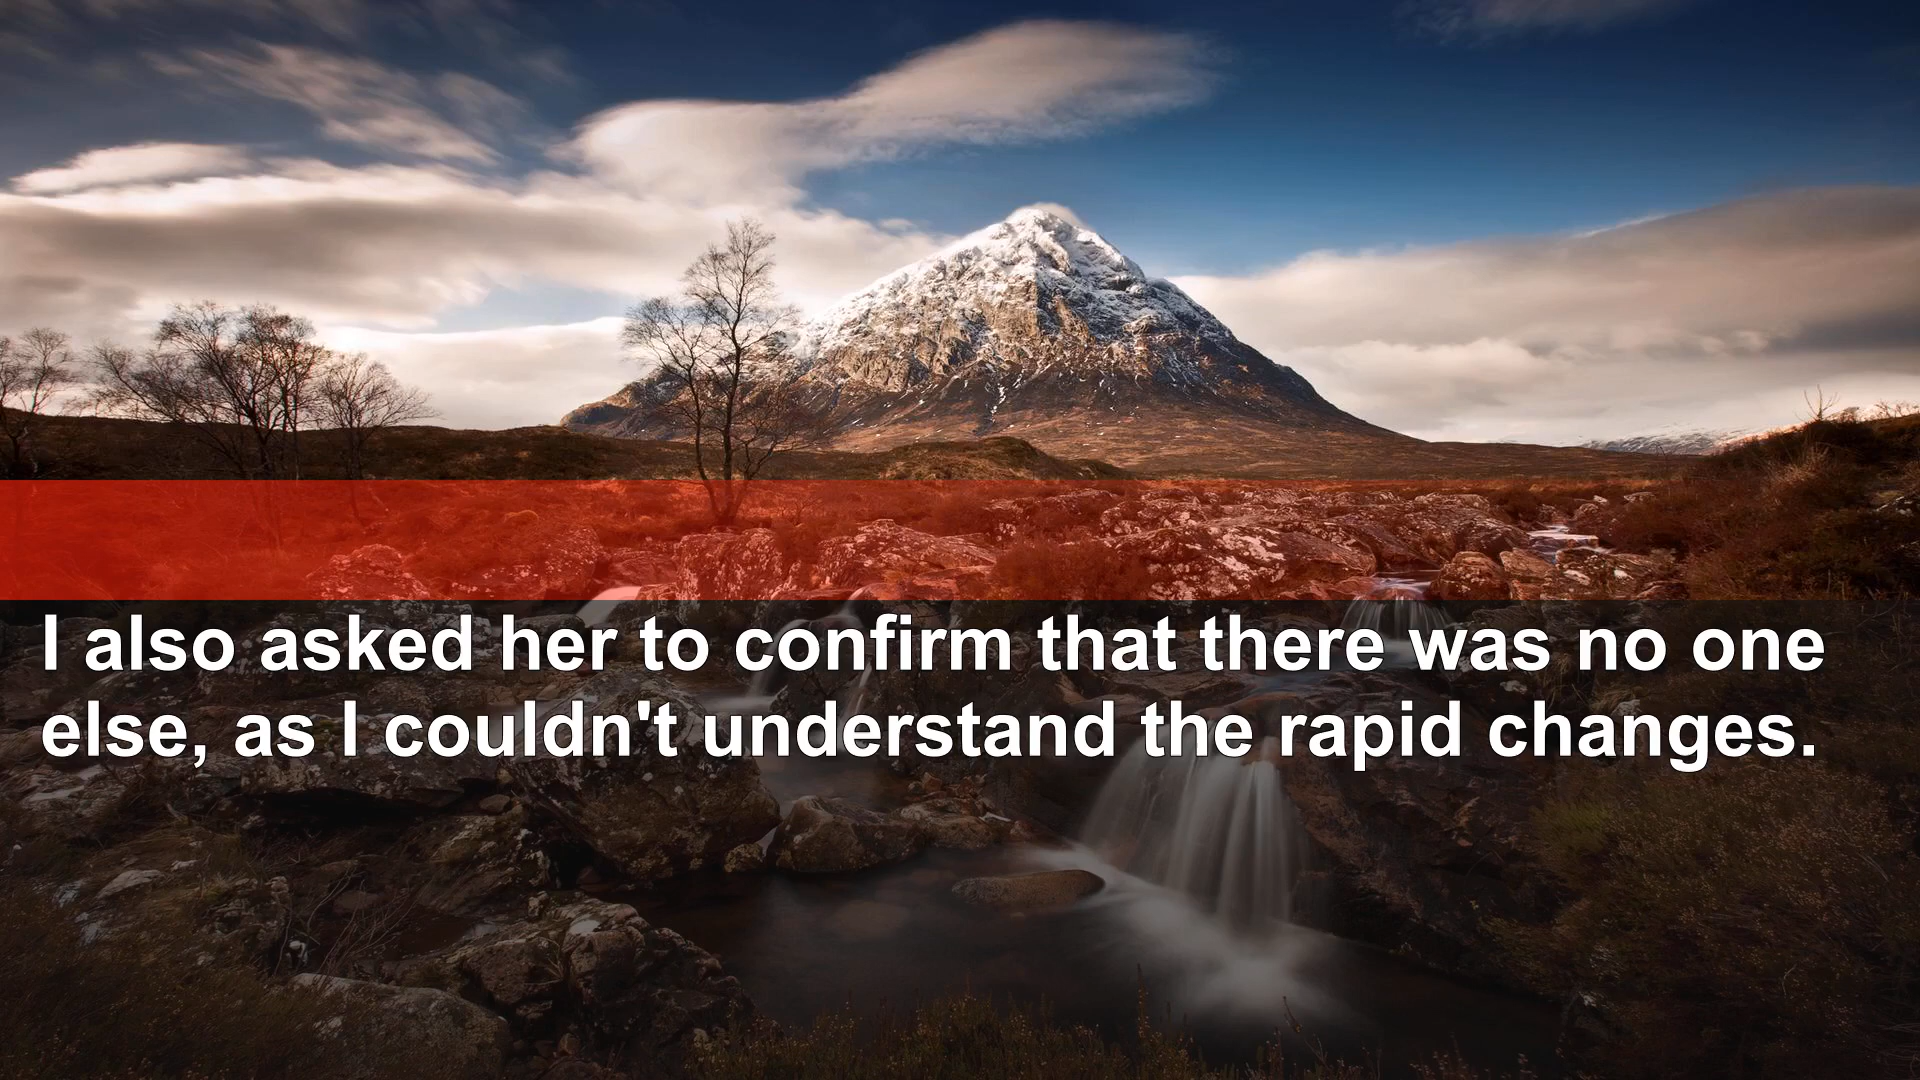 I also asked her to confirm that there was no one
else, as I couldn't understand the rapid changes.